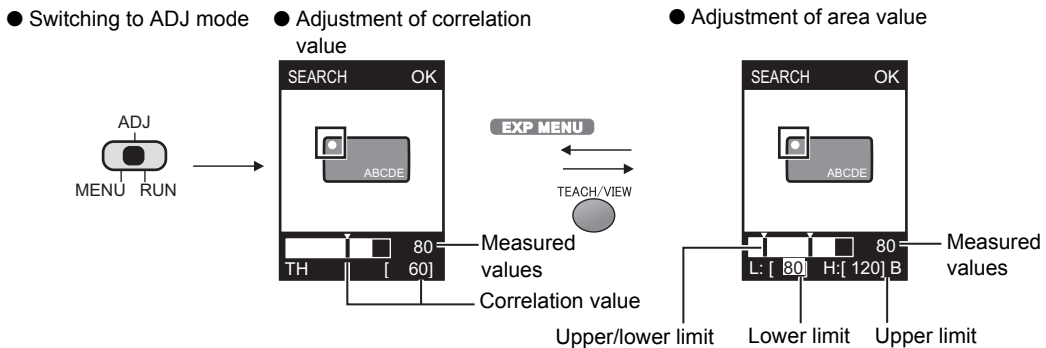 ● Switching to ADJ mode
● Adjustment of correlation
value
● Adjustment of area value
ADJ
MENU RUN
SEARCH OK
ABCDE
80
TH [ 60]
Measured
values
Correlation value
EXP MENU
TEACH/VIEW
SEARCH OK
ABCDE
80
L: [ 80] H:[ 120] B
Measured
values
Upper/lower limit
Lower limit
Upper limit